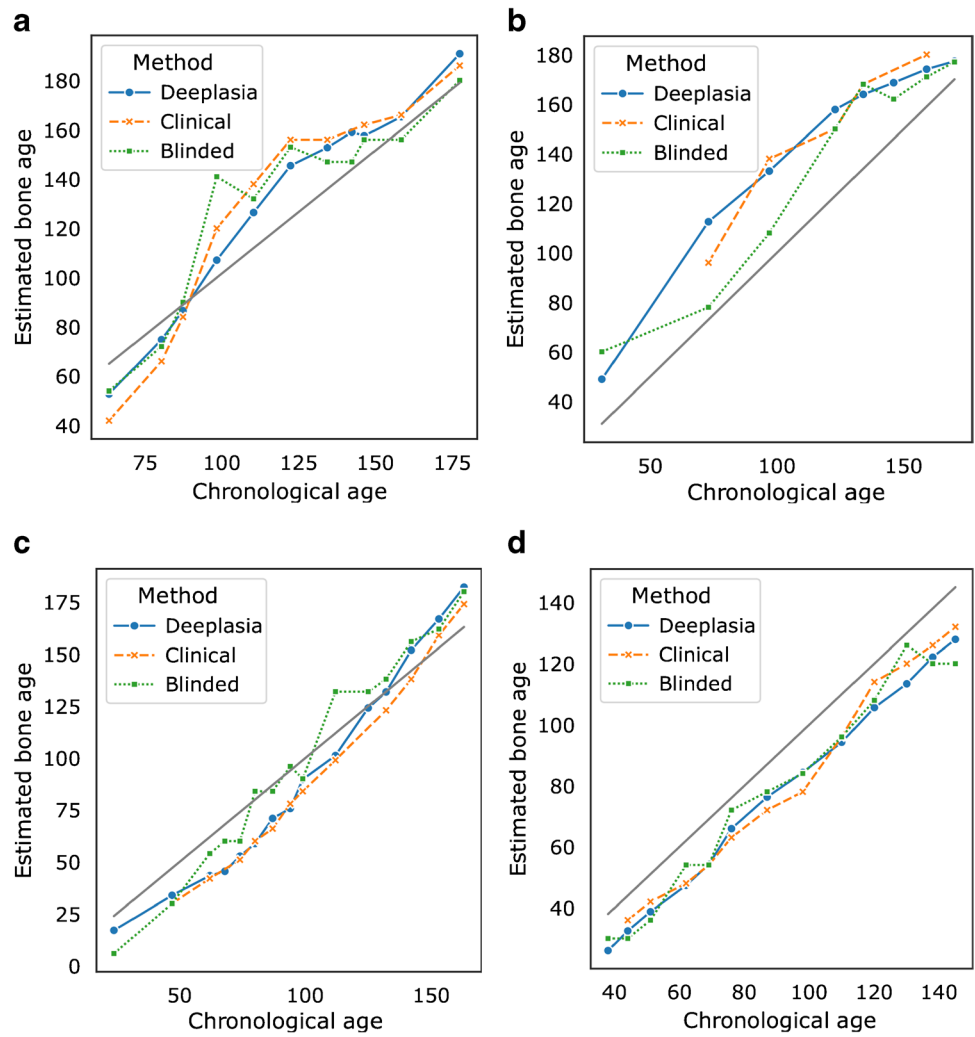 a
Method
Deeplasia
Clinical
Blinded
Estimated bone age
180
160
140
120
100
80
60
40
75 100 125 150 175
Chronological age
b
Method
Deeplasia
Clinical
Blinded
Estimated bone age
180
160
140
120
100
80
60
40
50 100 150
Chronological age
c
Method
Deeplasia
Clinical
Blinded
Estimated bone age
175
150
125
100
75
50
25
0
50 100 150
Chronological age
d
Method
Deeplasia
Clinical
Blinded
Estimated bone age
140
120
100
80
60
40
40 60 80 100 120 140
Chronological age